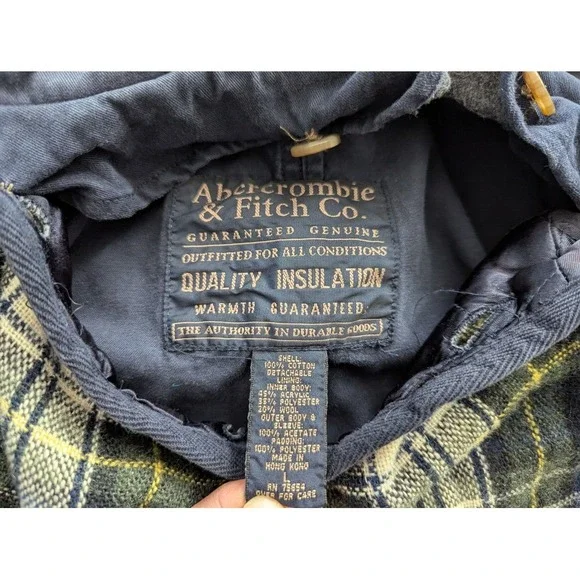 Abercrombie
& Fitch Co.
GUARANTEED GENUINE
OUTFITTED FOR ALL CONDITIONS
QUALITY INSULATION
WARMTH GUARANTEED
THE AUTHORITY IN DURABLE GOODS
SHELL:
100% COTTON
DETACHABLE
LINING:
INNER BODY:
45% ACRYLIC
35% POLYESTER
20% WOOL
OUTER BODY &
SLEEVE:
100% ACETATE
PADDING:
100% POLYESTER
MADE IN
HONG KONG
L
RN 75654
OVER FOR CARE